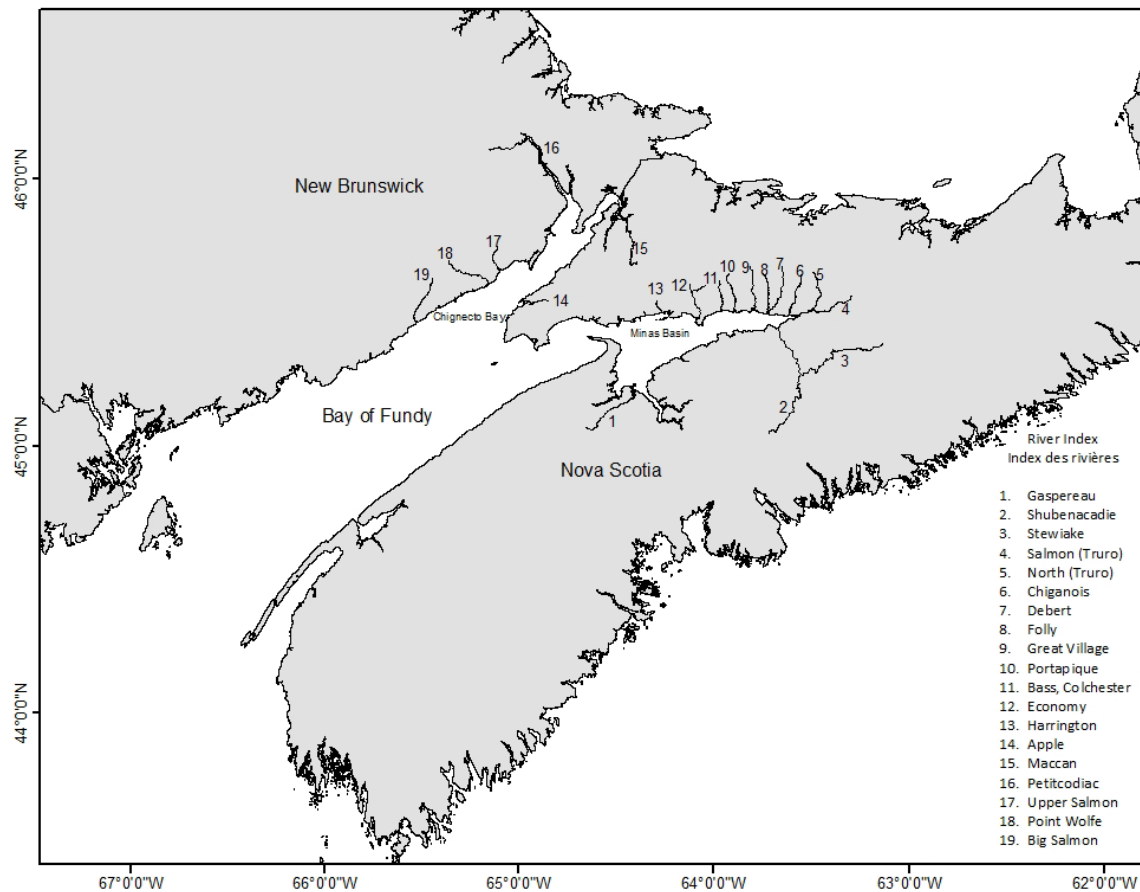 46°0'0"N
45°0'0"N
44°0'0"N
67°0'0"W
66°0'0"W
65°0'0"W
64°0'0"W
63°0'0"W
62°0'0"W
New Brunswick
16
17
18
19
15
14
Chignecto Bay
13
12
11
10
9
8
7
6
5
4
Minas Basin
3
2
1
Bay of Fundy
Nova Scotia
River Index
Index des rivières
1. Gaspereau
2. Shubenacadie
3. Stewiake
4. Salmon (Truro)
5. North (Truro)
6. Chiganois
7. Debert
8. Folly
9. Great Village
10. Portapique
11. Bass, Colchester
12. Economy
13. Harrington
14. Apple
15. Maccan
16. Petitcodiac
17. Upper Salmon
18. Point Wolfe
19. Big Salmon